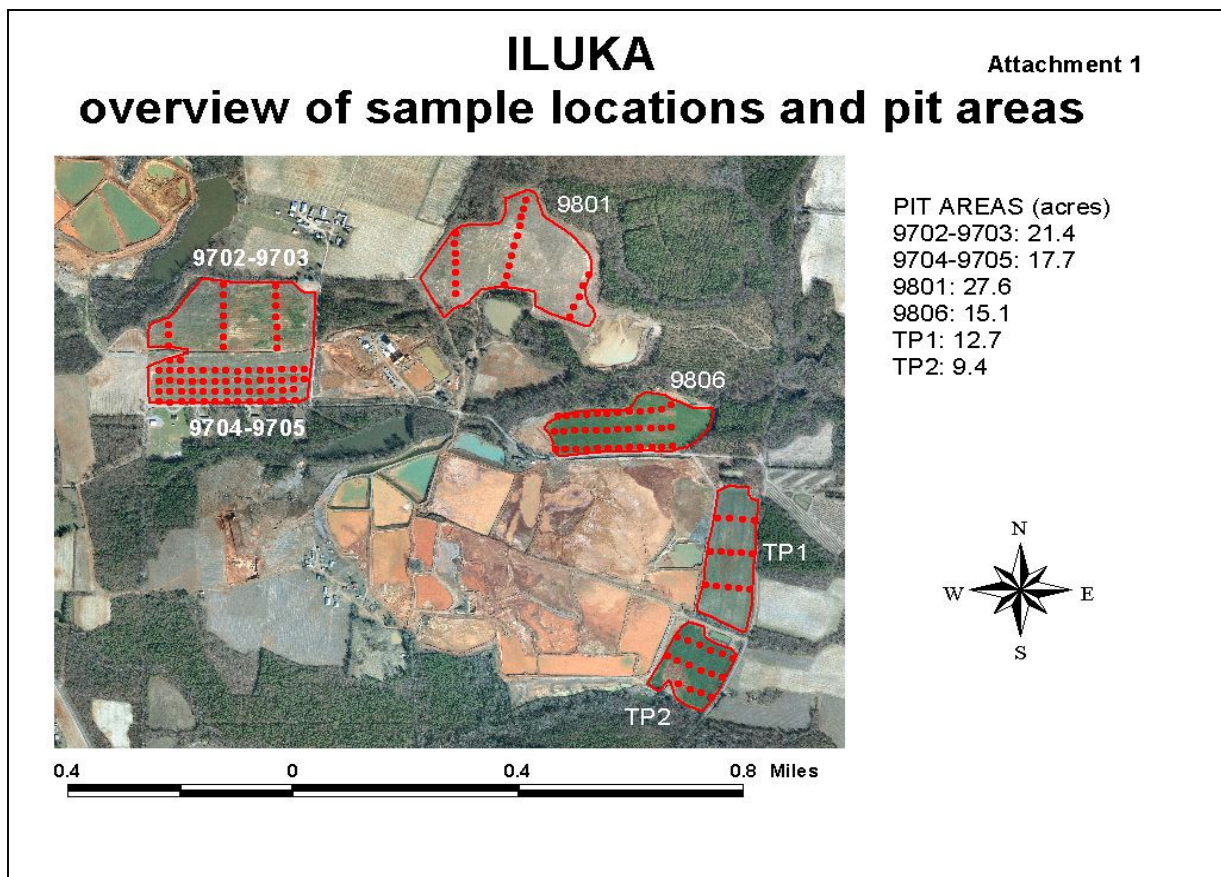 ILUKA
Attachment 1
overview of sample locations and pit areas
9801
9702-9703
9806
9704-9705
TP1
TP2
PIT AREAS (acres)
9702-9703: 21.4
9704-9705: 17.7
9801: 27.6
9806: 15.1
TP1: 12.7
TP2: 9.4
N
W E
S
0.4 0 0.4 0.8 Miles